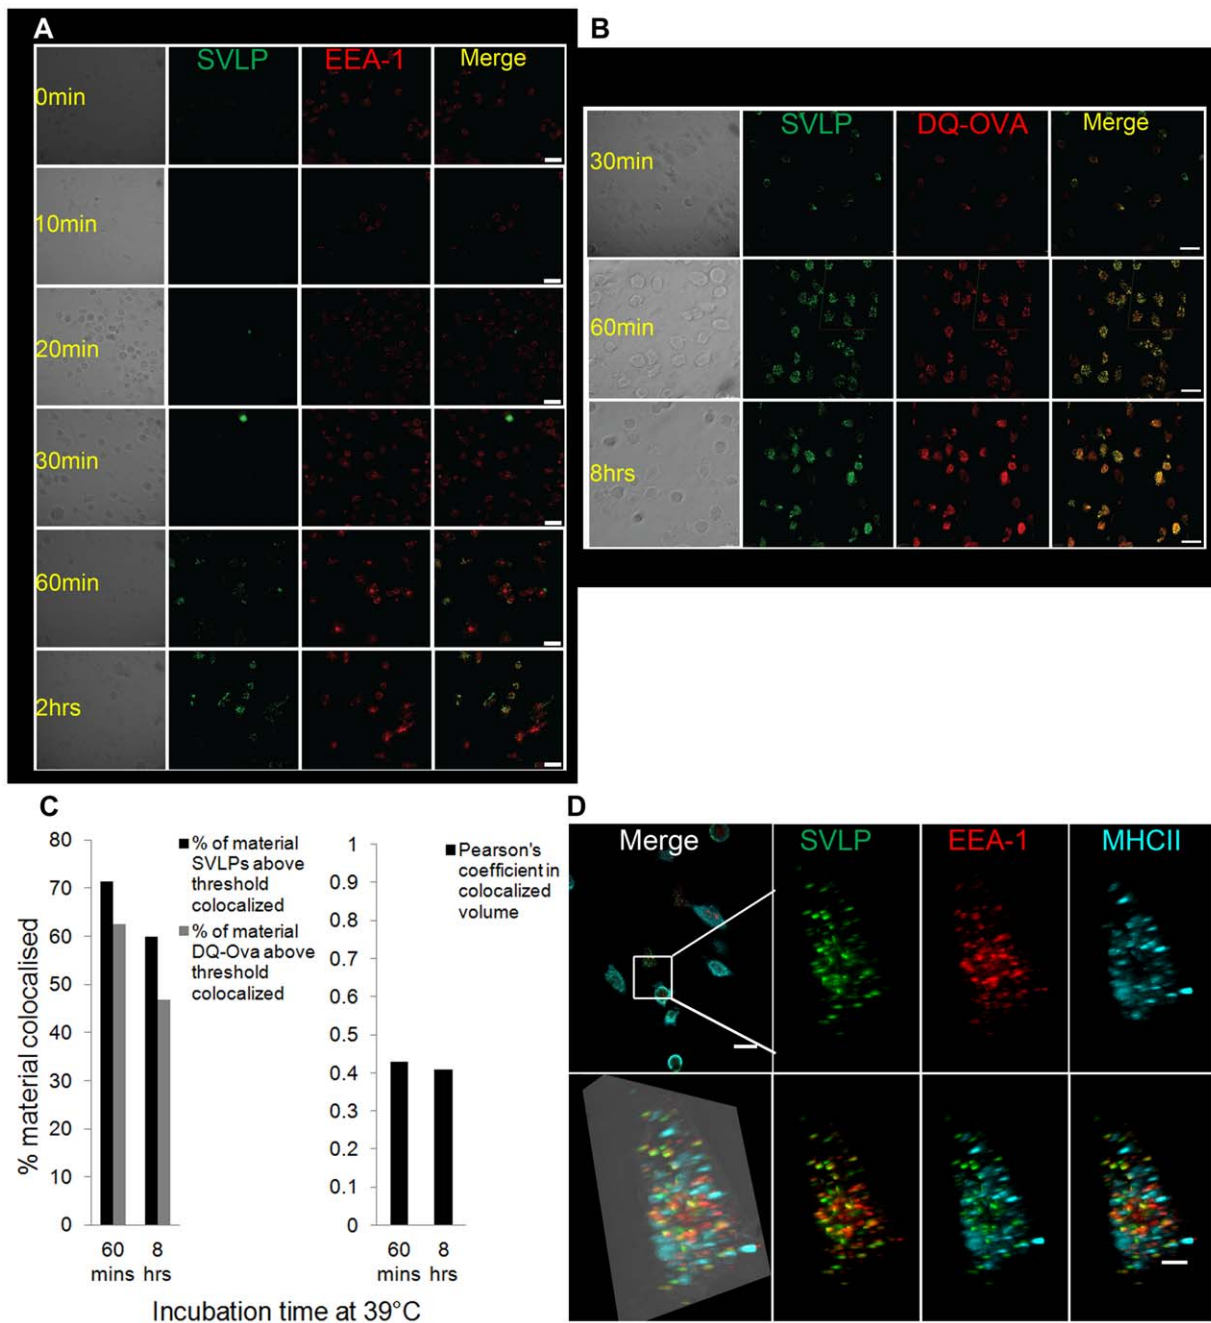 A
SVLP EEA-1 Merge
0min
10min
20min
30min
60min
2hrs
B
SVLP DQ-OVA Merge
30min
60min
8hrs
C
% material colocalised
80
70
60
50
40
30
20
10
0
% of material
SVLPs above
threshold
colocalized
% of material
DQ-Ova above
threshold
colocalized
60
mins
8
hrs
1
0.9
0.8
0.7
0.6
0.5
0.4
0.3
0.2
0.1
0
Pearson's
coefficient in
colocalized
volume
60
mins
8
hrs
Incubation time at 39°C
D
Merge SVLP EEA-1 MHCII